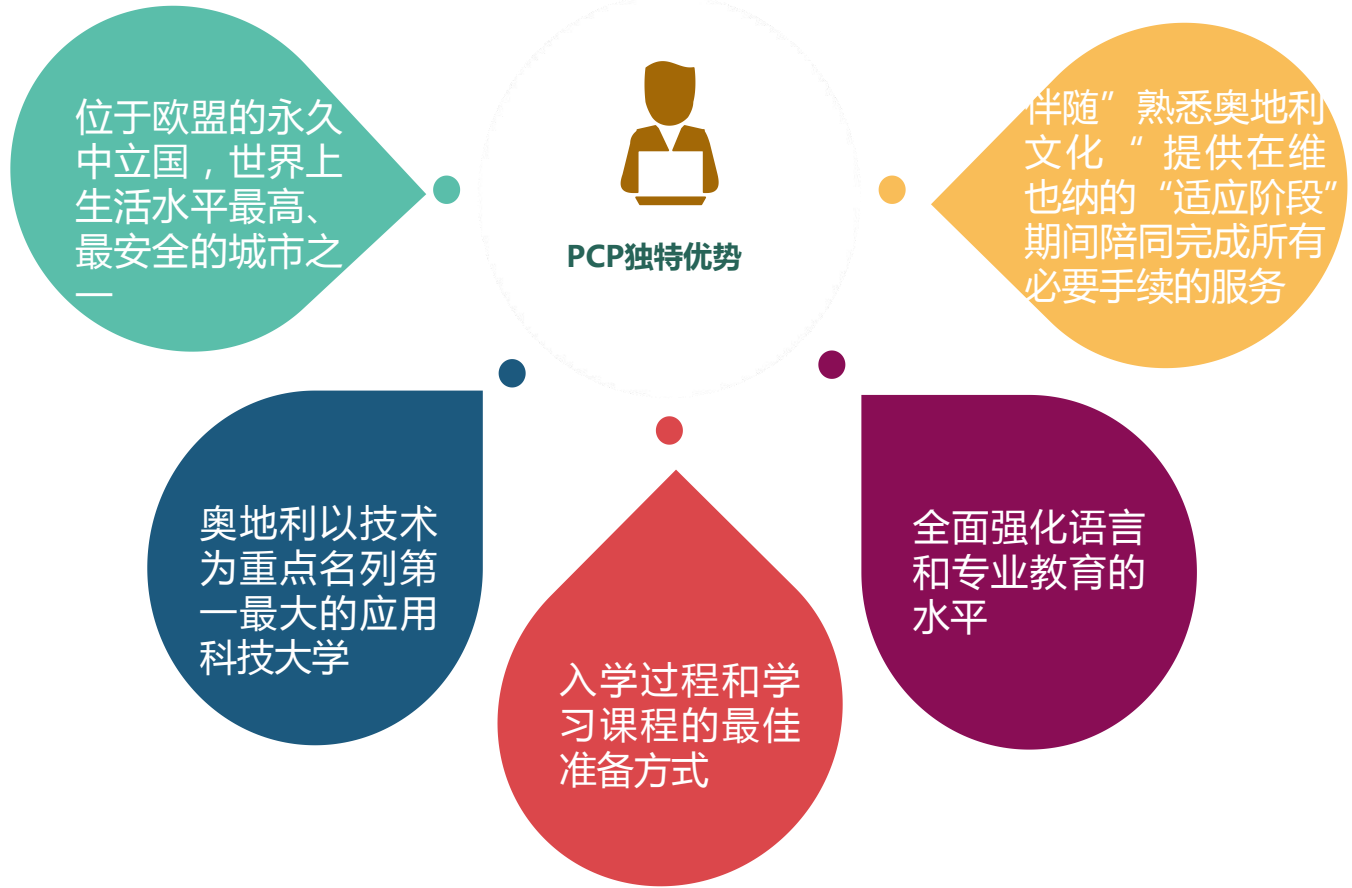 位于欧盟的永久
中立国，世界上
生活水平最高、
最安全的城市之
一
PCP独特优势
伴随”熟悉奥地利
文化“提供在维
也纳的“适应阶段”
期间陪同完成所有
必要手续的服务
奥地利以技术
为重点名列第
一最大的应用
科技大学
入学过程和学
习课程的最佳
准备方式
全面强化语言
和专业教育的
水平